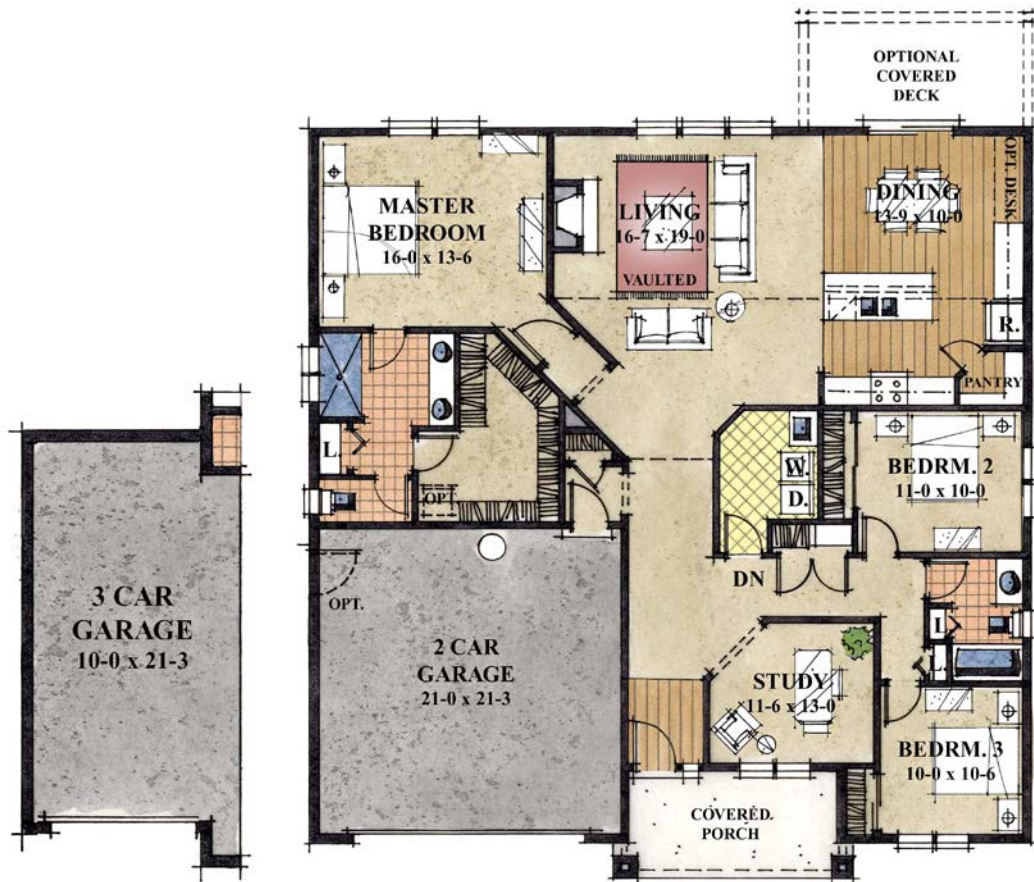 OPTIONAL
COVERED
DECK
MASTER
BEDROOM
16-0 x 13-6
LIVING
16-7 x 19-0
VAULTED
DINING
13-9 x 10-0
OPT. DESK
R.
PANTRY
L.
OPT.
W.
D.
BEDRM. 2
11-0 x 10-0
DN
L.
L.
3 CAR
GARAGE
10-0 x 21-3
OPT.
2 CAR
GARAGE
21-0 x 21-3
STUDY
11-6 x 13-0
BEDRM. 3
10-0 x 10-6
COVERED
PORCH